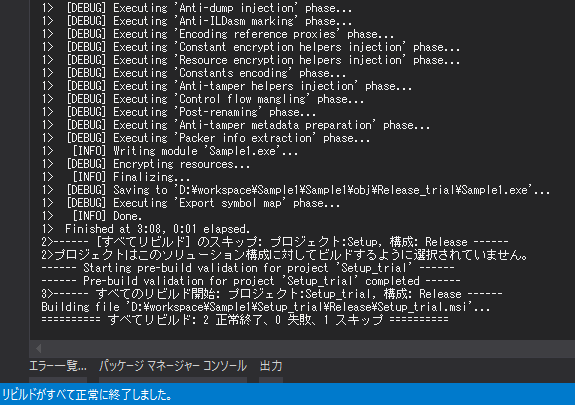 1>  [DEBUG] Executing 'Anti-dump injection' phase...
1>  [DEBUG] Executing 'Anti-ILDasm marking' phase...
1>  [DEBUG] Executing 'Encoding reference proxies' phase...
1>  [DEBUG] Executing 'Constant encryption helpers injection' phase...
1>  [DEBUG] Executing 'Resource encryption helpers injection' phase...
1>  [DEBUG] Executing 'Constants encoding' phase...
1>  [DEBUG] Executing 'Anti-tamper helpers injection' phase...
1>  [DEBUG] Executing 'Control flow mangling' phase...
1>  [DEBUG] Executing 'Post-renaming' phase...
1>  [DEBUG] Executing 'Anti-tamper metadata preparation' phase...
1>  [DEBUG] Executing 'Packer info extraction' phase...
1>   [INFO] Writing module 'Sample1.exe'...
1>  [DEBUG] Encrypting resources...
1>   [INFO] Finalizing...
1>  [DEBUG] Saving to 'D:¥workspace¥Sample1¥Sample1¥obj¥Release_trial¥Sample1.exe'...
1>  [DEBUG] Executing 'Export symbol map' phase...
1>   [INFO] Done.
1>  Finished at 3:08, 0:01 elapsed.
2>------ [すべてリビルド] のスキップ: プロジェクト:Setup, 構成: Release ------
2>プロジェクトはこのソリューション構成に対してビルドするように選択されていません。
------ Starting pre-build validation for project 'Setup_trial' ------
------ Pre-build validation for project 'Setup_trial' completed ------
3>------ すべてのリビルド開始: プロジェクト:Setup_trial, 構成: Release ------
Building file 'D:¥workspace¥Sample1¥Setup_trial¥Release¥Setup_trial.msi'...
========== すべてリビルド: 2 正常終了、0 失敗、1 スキップ ==========
エラー一覧... パッケージ マネージャー コンソール 出力
リビルドがすべて正常に終了しました。